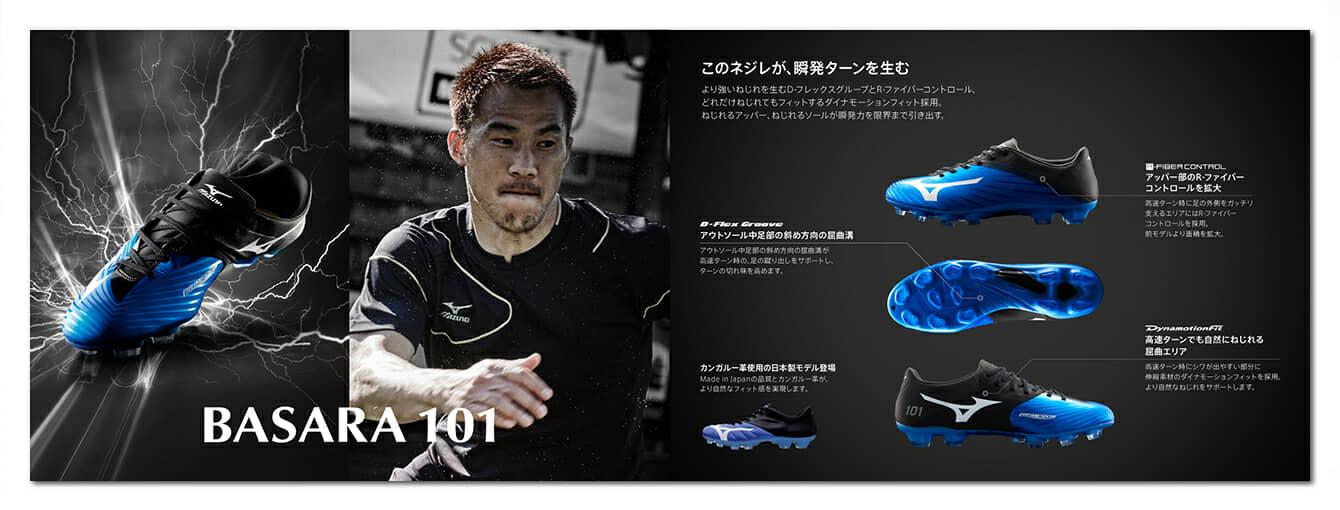 MIZUNO
SELECT
MIZUNO
BASARA 101
このネジレが、瞬発ターンを生む
より強いねじれを生むD-フレックスグルーブとR-ファイバーコントロール、
どれだけねじれてもフィットするダイナモーションフィット採用。
ねじれるアッパー、ねじれるソールが瞬発力を限界まで引き出す。
R-FIBER CONTROL
アッパー部のR-ファイバー
コントロールを拡大
高速ターン時に足の外側をガッチリ
支えるエリアにはR-ファイバー
コントロールを採用。
前モデルより面積を拡大。
D-Flex Groove
アウトソール中足部の斜め方向の屈曲溝
アウトソール中足部の斜め方向の屈曲溝が
高速ターン時の、足の蹴り出しをサポートし、
ターンの切れ味を高めます。
DynamotionFit
高速ターンでも自然にねじれる
屈曲エリア
高速ターン時にシワが出やすい部分に
伸縮素材のダイナモーションフィットを採用。
より自然なねじれをサポートします。
カンガルー革使用の日本製モデル登場
Made in Japanの品質とカンガルー革が、
より自然なフィット感を実現します。
101